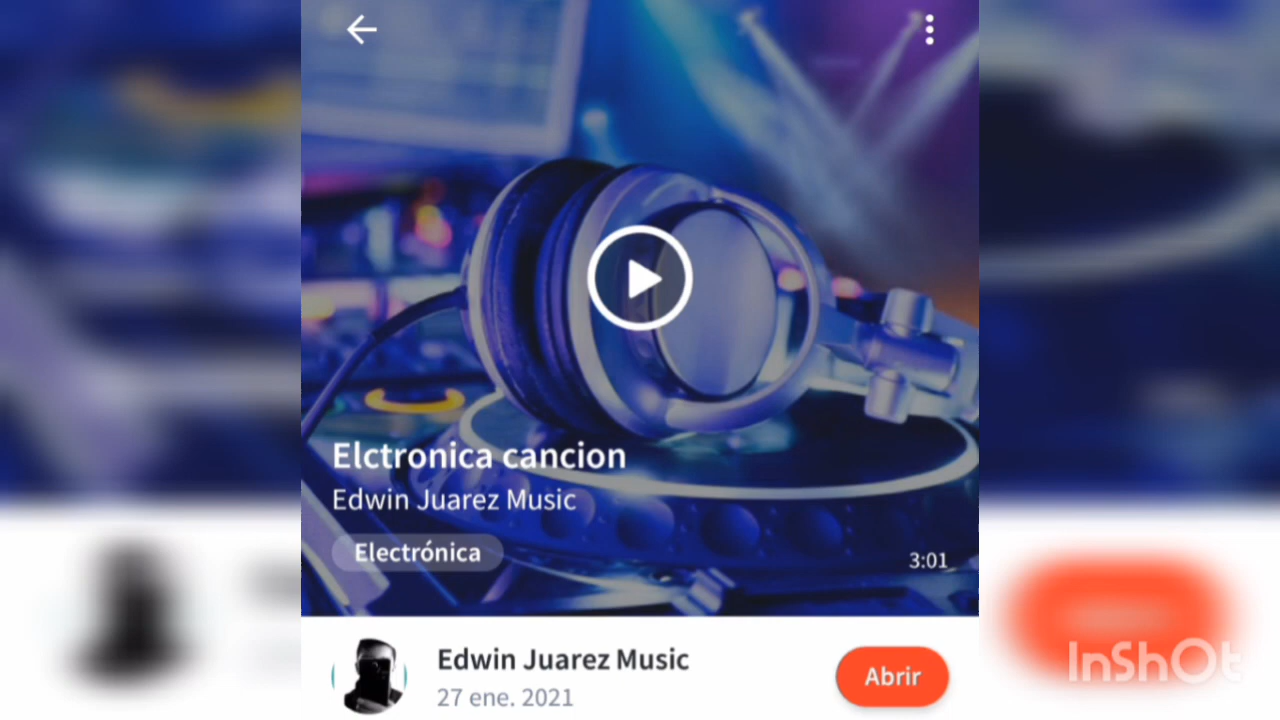 Elctronica cancion
Edwin Juarez Music
Electrónica
3:01
Edwin Juarez Music
27 ene. 2021
Abrir
InShOt